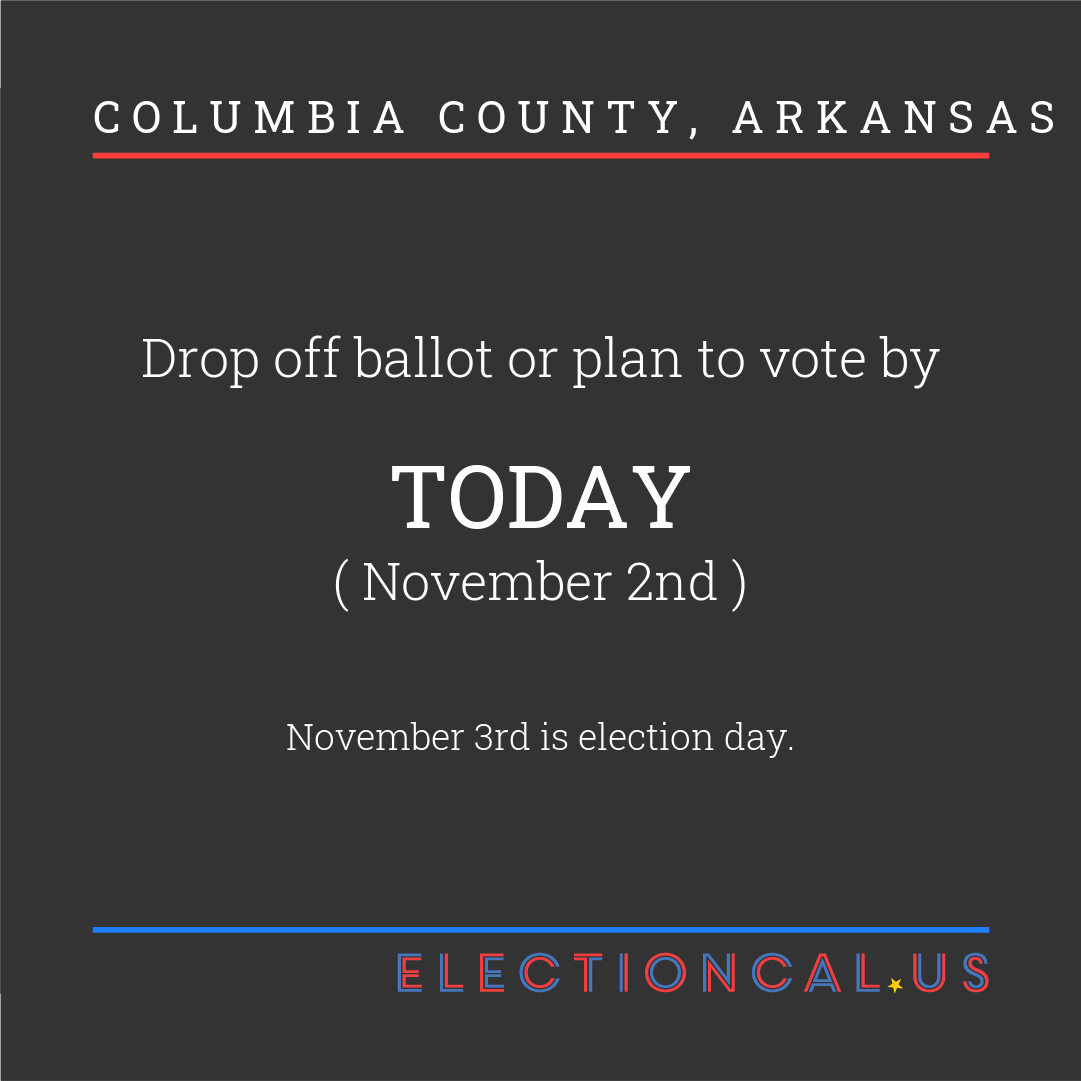 COLUMBIA COUNTY, ARKANSAS
Drop off ballot or plan to vote by
TODAY
( November 2nd )
November 3rd is election day.
ELECTIONCAL.US